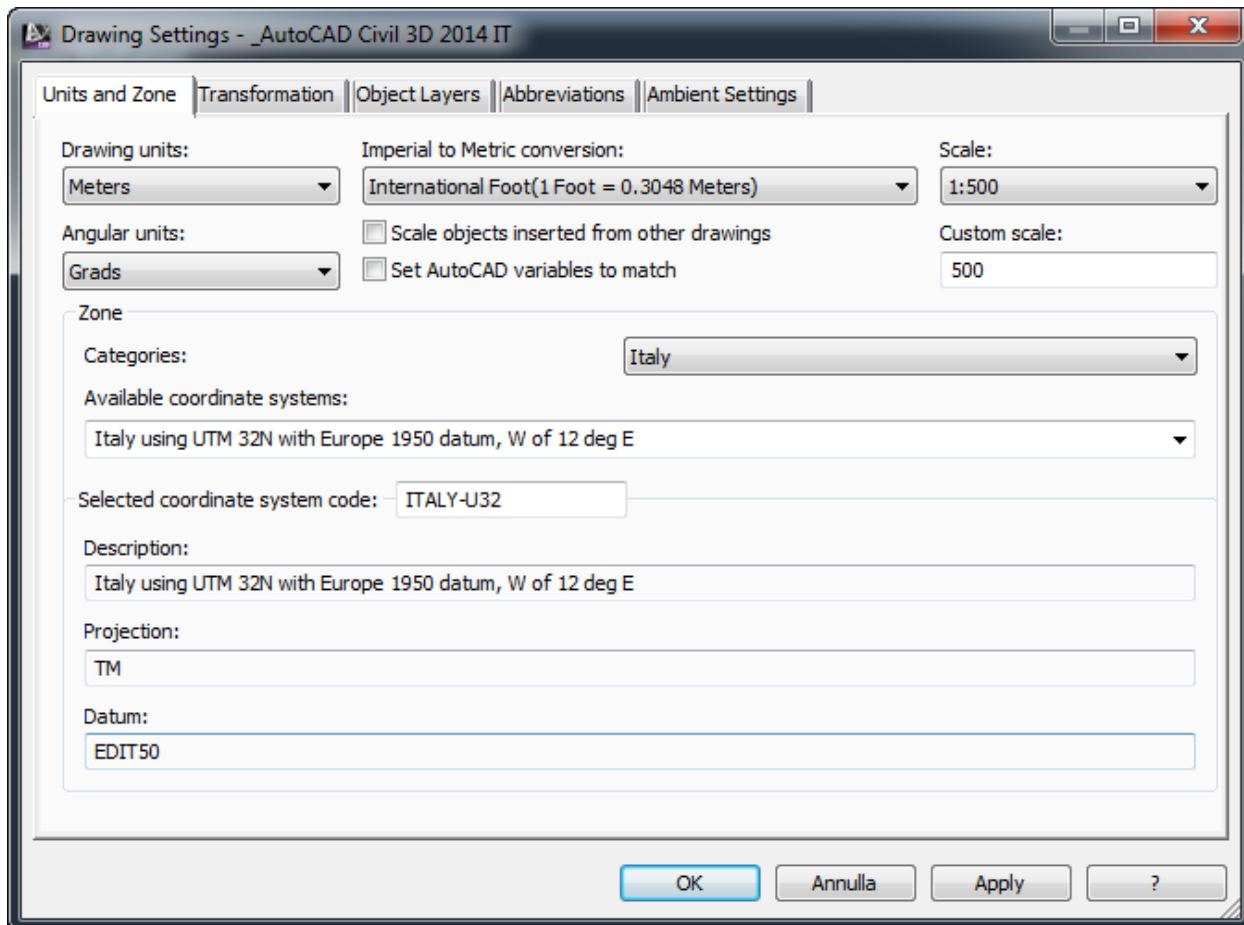 Drawing Settings - _AutoCAD Civil 3D 2014 IT
Units and Zone Transformation Object Layers Abbreviations Ambient Settings
Drawing units: Imperial to Metric conversion: Scale:
Meters International Foot(1 Foot = 0.3048 Meters) 1:500
Angular units: Scale objects inserted from other drawings Custom scale:
Grads Set AutoCAD variables to match 500
Zone
Categories: Italy
Available coordinate systems:
Italy using UTM 32N with Europe 1950 datum, W of 12 deg E
Selected coordinate system code: ITALY-U32
Description:
Italy using UTM 32N with Europe 1950 datum, W of 12 deg E
Projection:
TM
Datum:
EDIT50
OK Annulla Apply ?